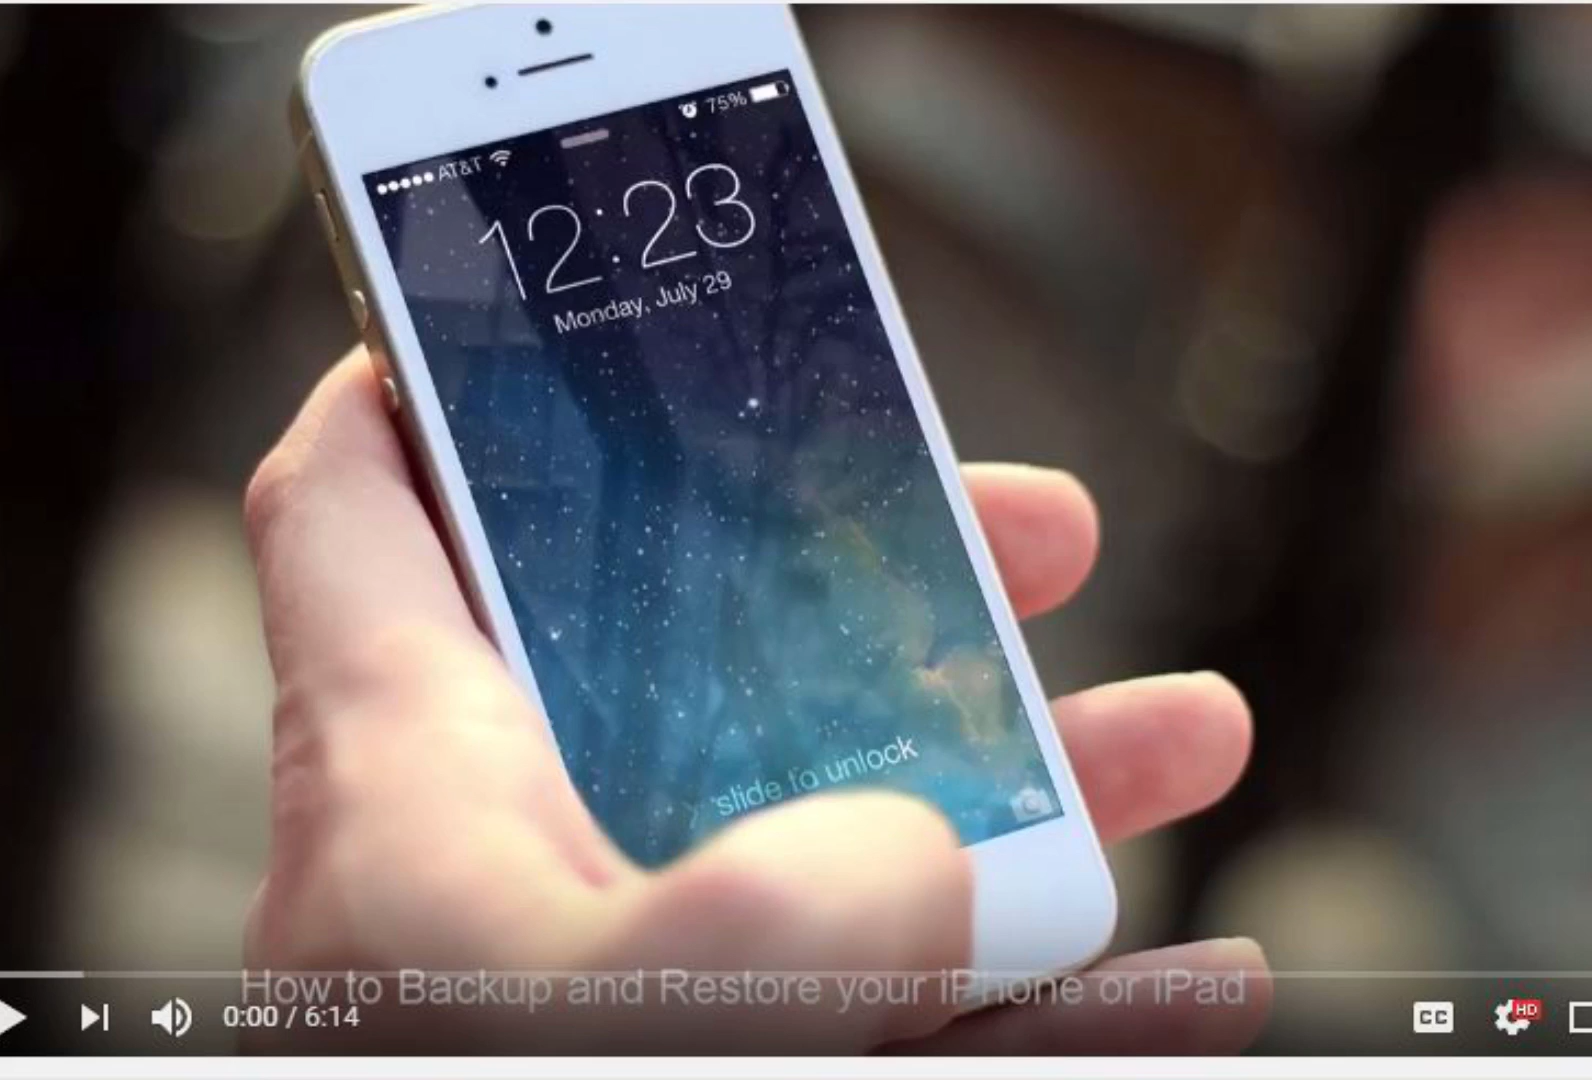 75%
AT&T
12:23
Monday, July 29
slide to unlock
How to Backup and Restore your iPhone or iPad
0:00 / 6:14
CC
HD